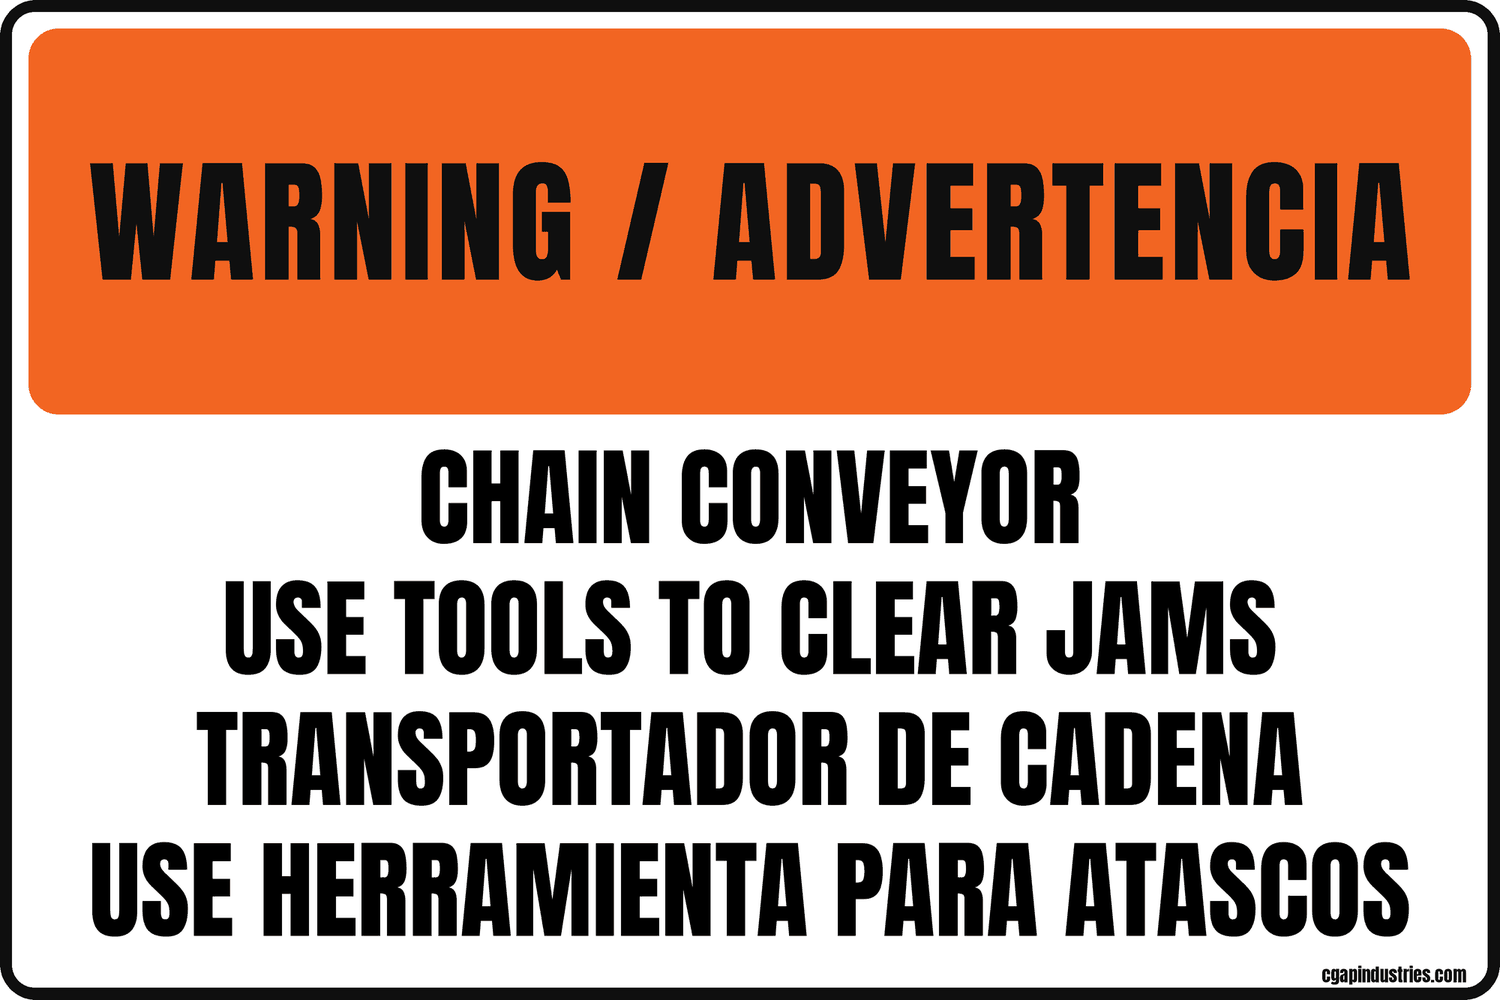 WARNING / ADVERTENCIA
CHAIN CONVEYOR
USE TOOLS TO CLEAR JAMS
TRANSPORTADOR DE CADENA
USE HERRAMIENTA PARA ATASCOS
cgapindustries.com